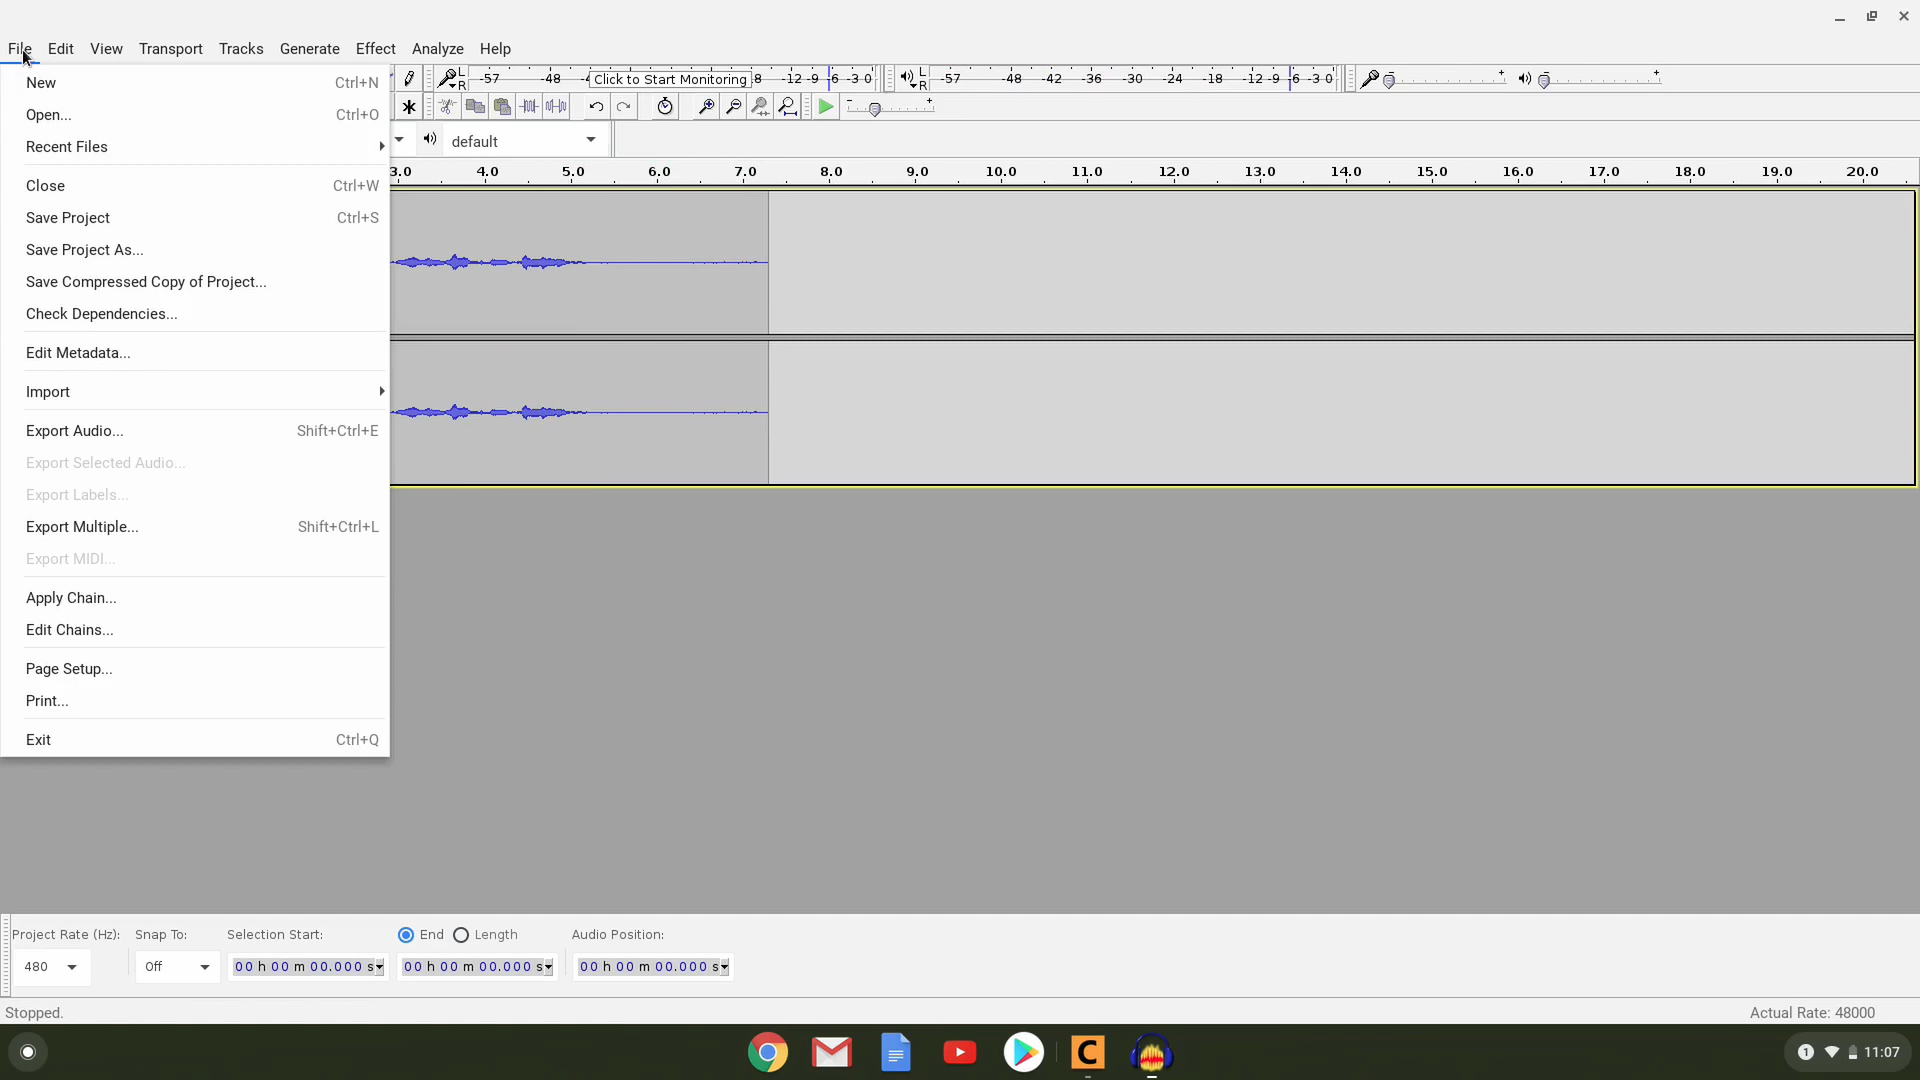 File Edit View Transport Tracks Generate Effect Analyze Help
New Ctrl+N
Open... Ctrl+O
Recent Files
Close Ctrl+W
Save Project Ctrl+S
Save Project As...
Save Compressed Copy of Project...
Check Dependencies...
Edit Metadata...
Import
Export Audio... Shift+Ctrl+E
Export Selected Audio...
Export Labels...
Export Multiple... Shift+Ctrl+L
Export MIDI...
Apply Chain...
Edit Chains...
Page Setup...
Print...
Exit Ctrl+Q
L R -57 -48 -4 Click to Start Monitoring 8 -12 -9 -6 -3 0 L R -57 -48 -42 -36 -30 -24 -18 -12 -9 -6 -3 0 - + - +
- +
default
3.0 4.0 5.0 6.0 7.0 8.0 9.0 10.0 11.0 12.0 13.0 14.0 15.0 16.0 17.0 18.0 19.0 20.0
Project Rate (Hz): Snap To: Selection Start: End Length Audio Position:
480 Off 00 h 00 m 00.000 s 00 h 00 m 00.000 s 00 h 00 m 00.000 s
Stopped. Actual Rate: 48000
C 1 11:07